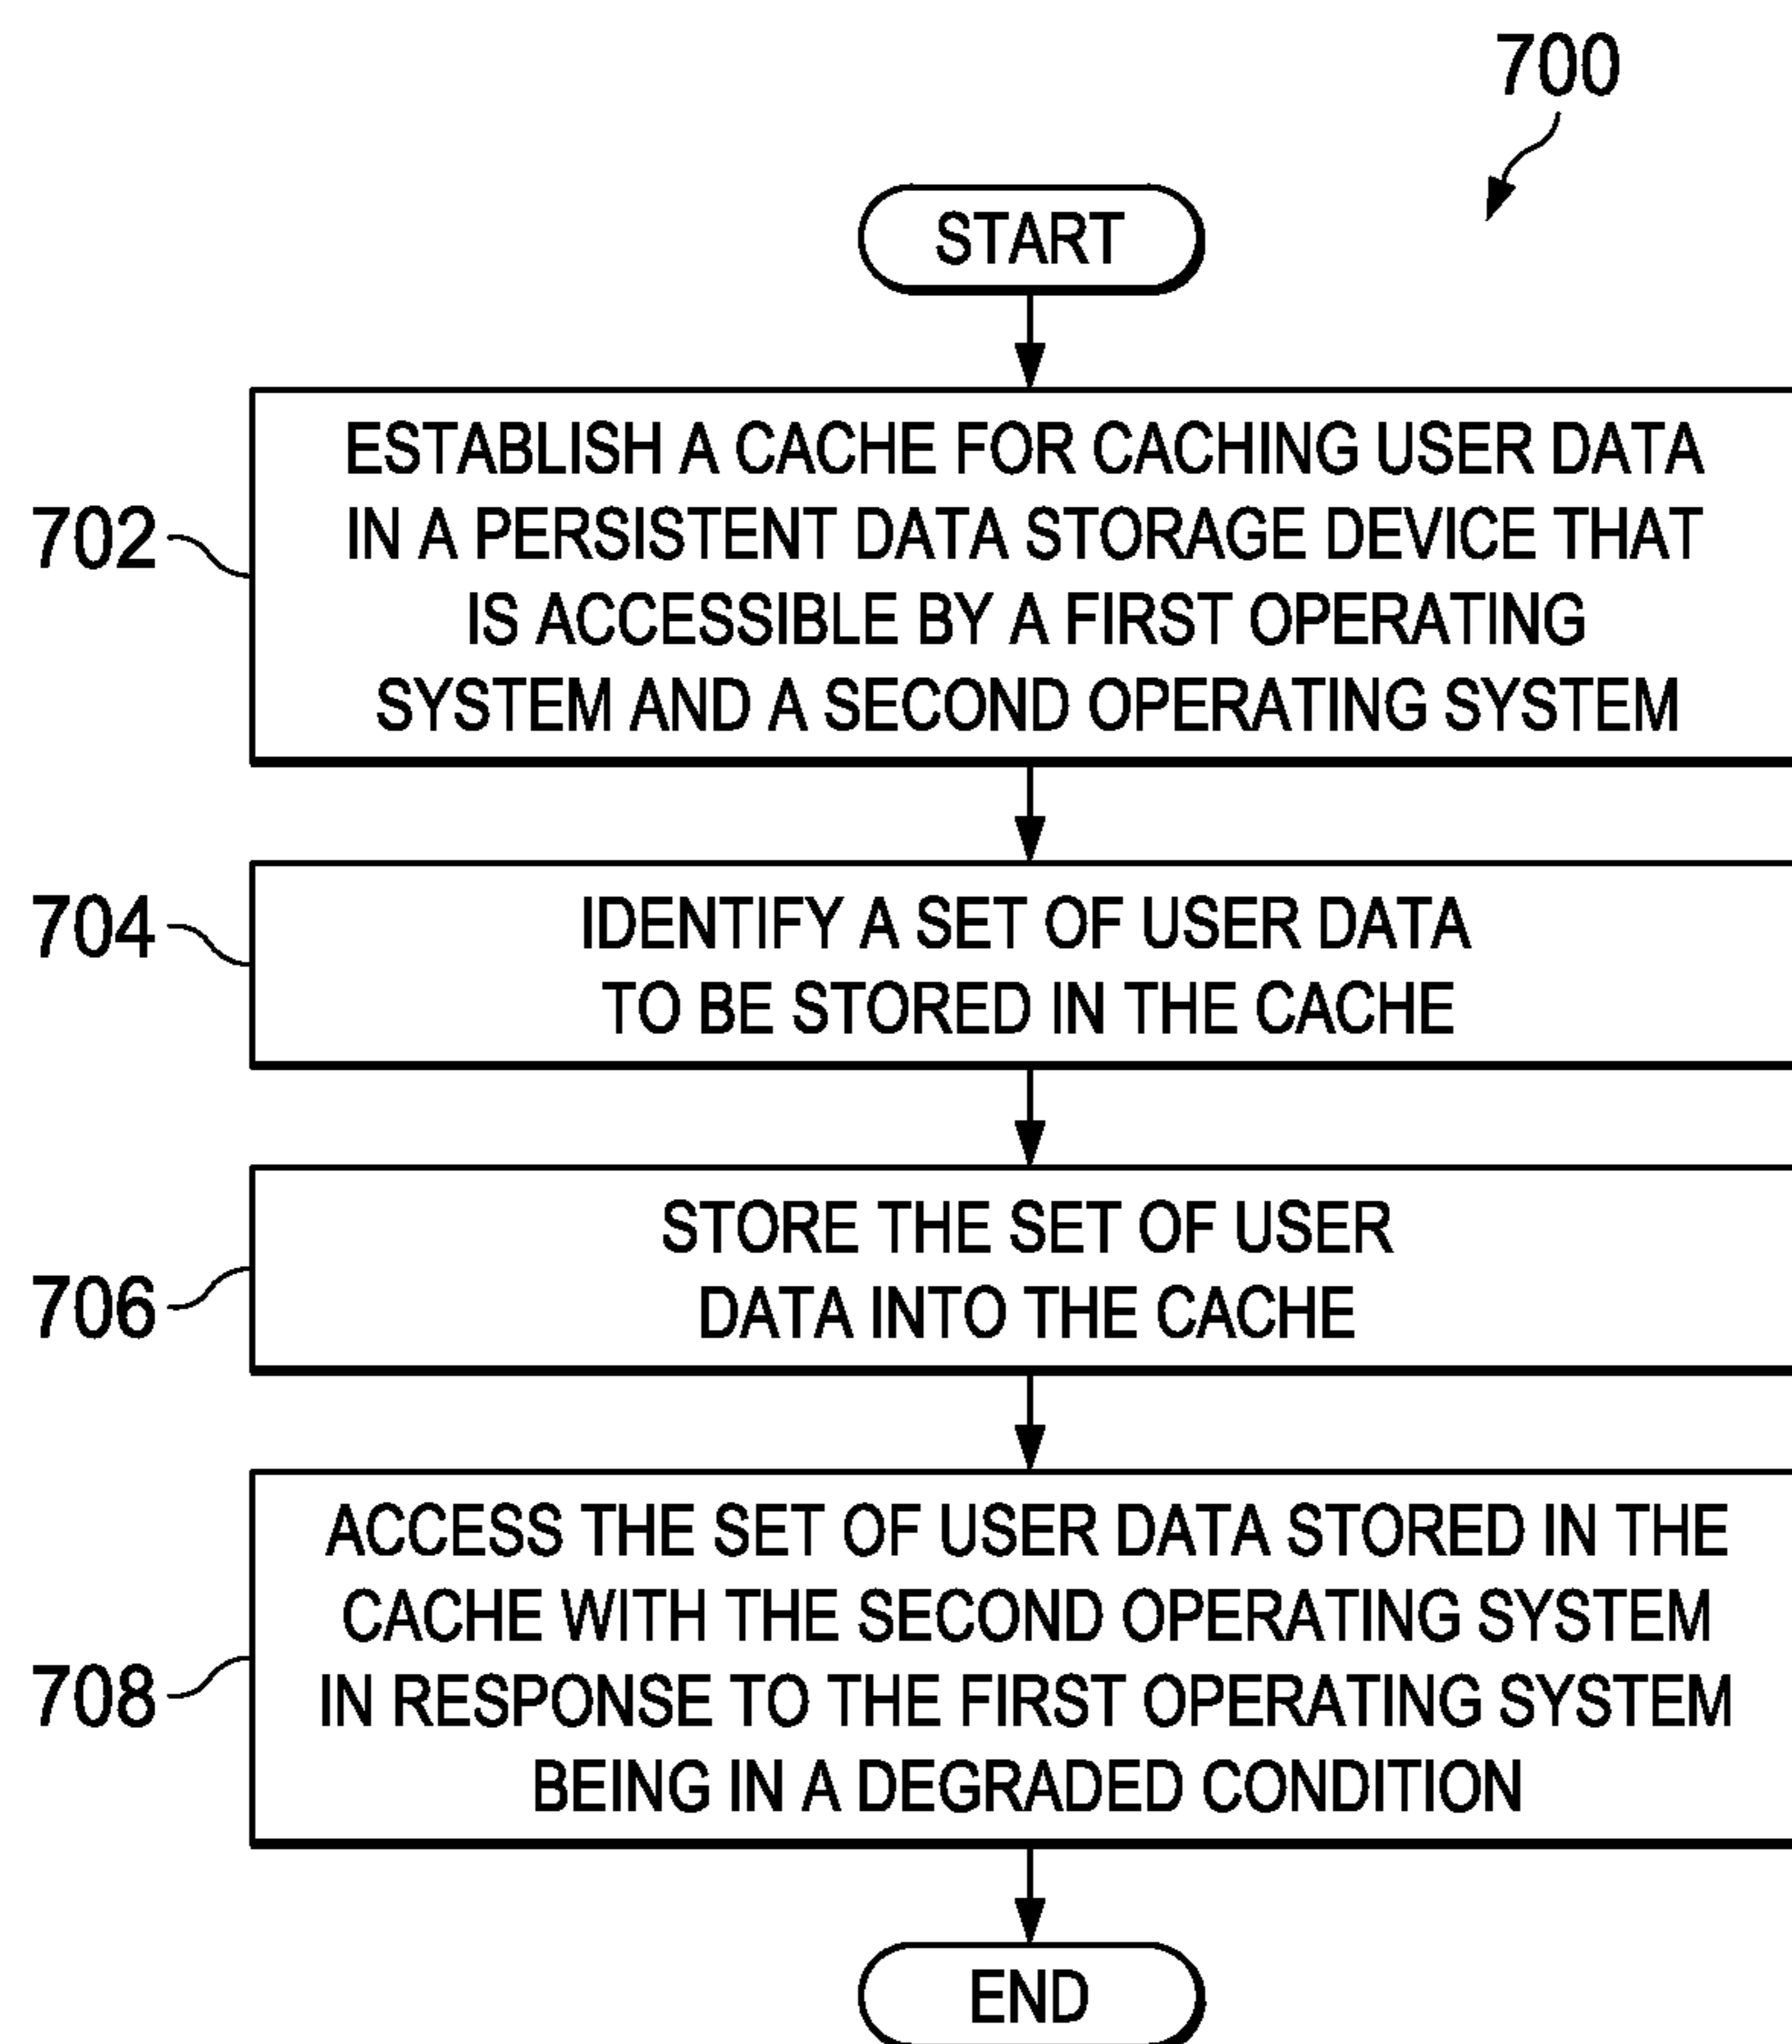 700
START
702
ESTABLISH A CACHE FOR CACHING USER DATA
IN A PERSISTENT DATA STORAGE DEVICE THAT
IS ACCESSIBLE BY A FIRST OPERATING
SYSTEM AND A SECOND OPERATING SYSTEM
704
IDENTIFY A SET OF USER DATA
TO BE STORED IN THE CACHE
706
STORE THE SET OF USER
DATA INTO THE CACHE
708
ACCESS THE SET OF USER DATA STORED IN THE
CACHE WITH THE SECOND OPERATING SYSTEM
IN RESPONSE TO THE FIRST OPERATING SYSTEM
BEING IN A DEGRADED CONDITION
END